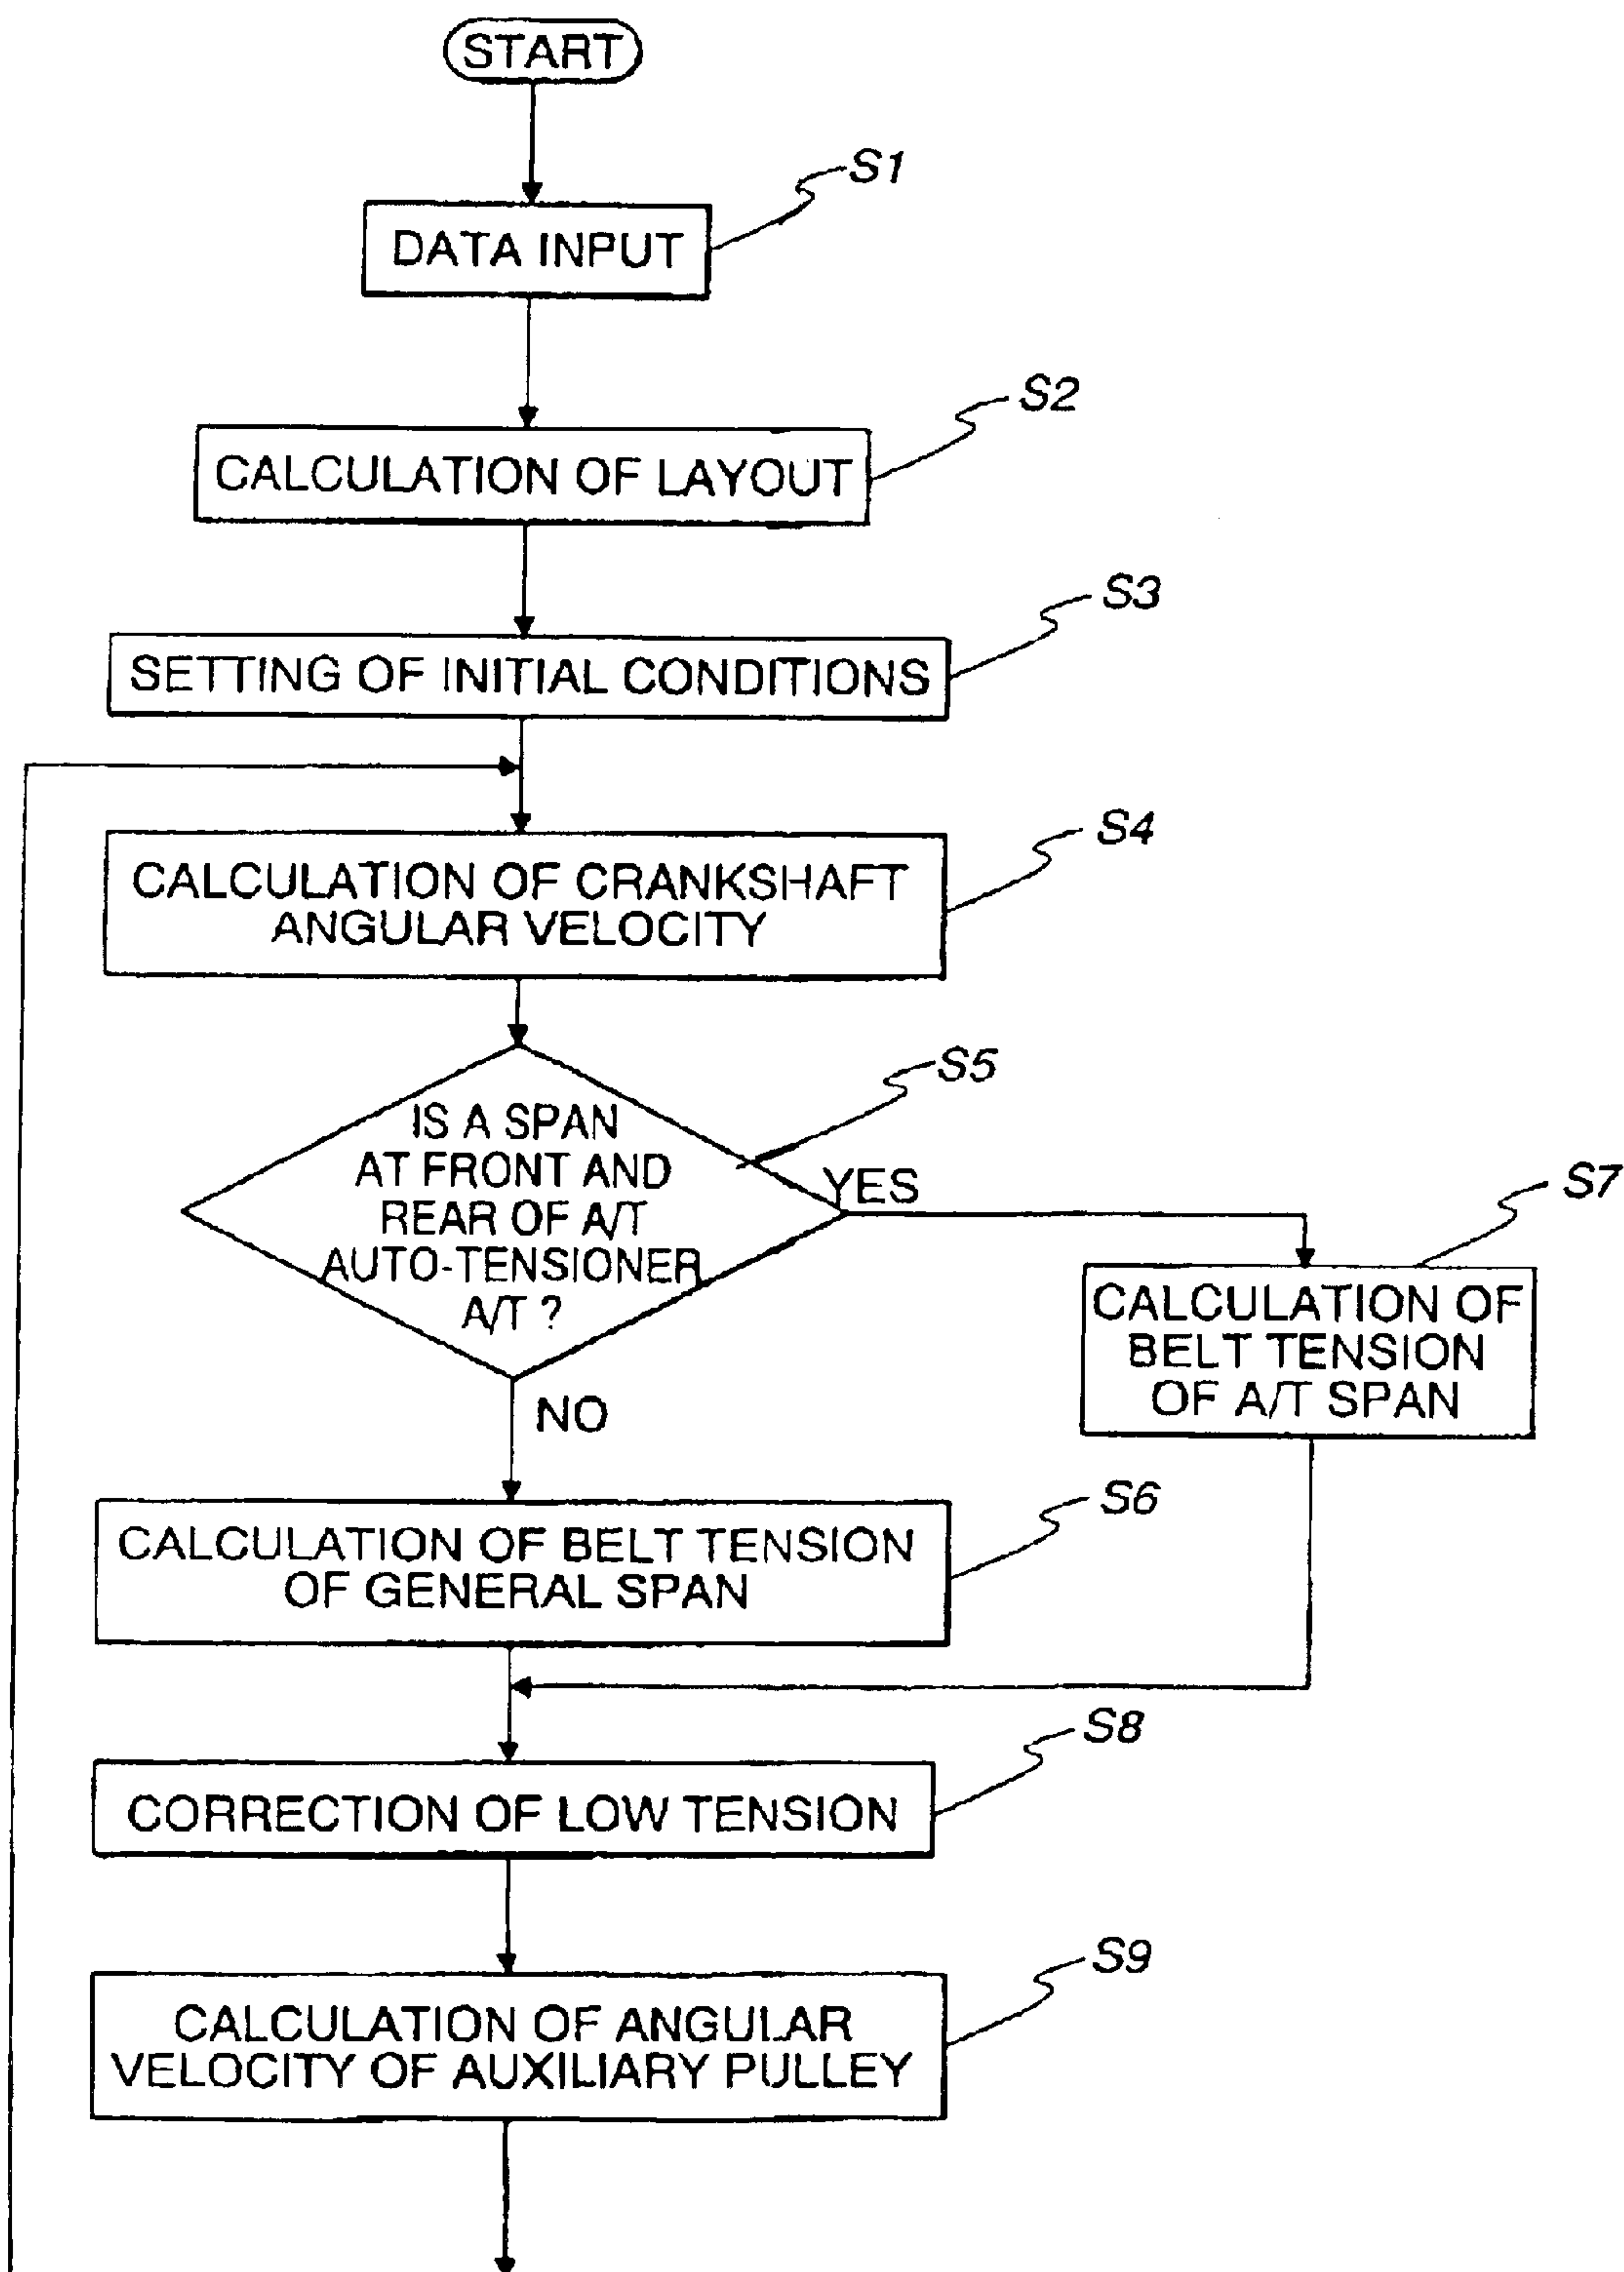 START
S1
DATA INPUT
S2
CALCULATION OF LAYOUT
S3
SETTING OF INITIAL CONDITIONS
S4
CALCULATION OF CRANKSHAFT
ANGULAR VELOCITY
S5
IS A SPAN
AT FRONT AND
REAR OF A/T
AUTO-TENSIONER
A/T ?
YES
S7
CALCULATION OF
BELT TENSION
OF A/T SPAN
NO
S6
CALCULATION OF BELT TENSION
OF GENERAL SPAN
S8
CORRECTION OF LOW TENSION
S9
CALCULATION OF ANGULAR
VELOCITY OF AUXILIARY PULLEY